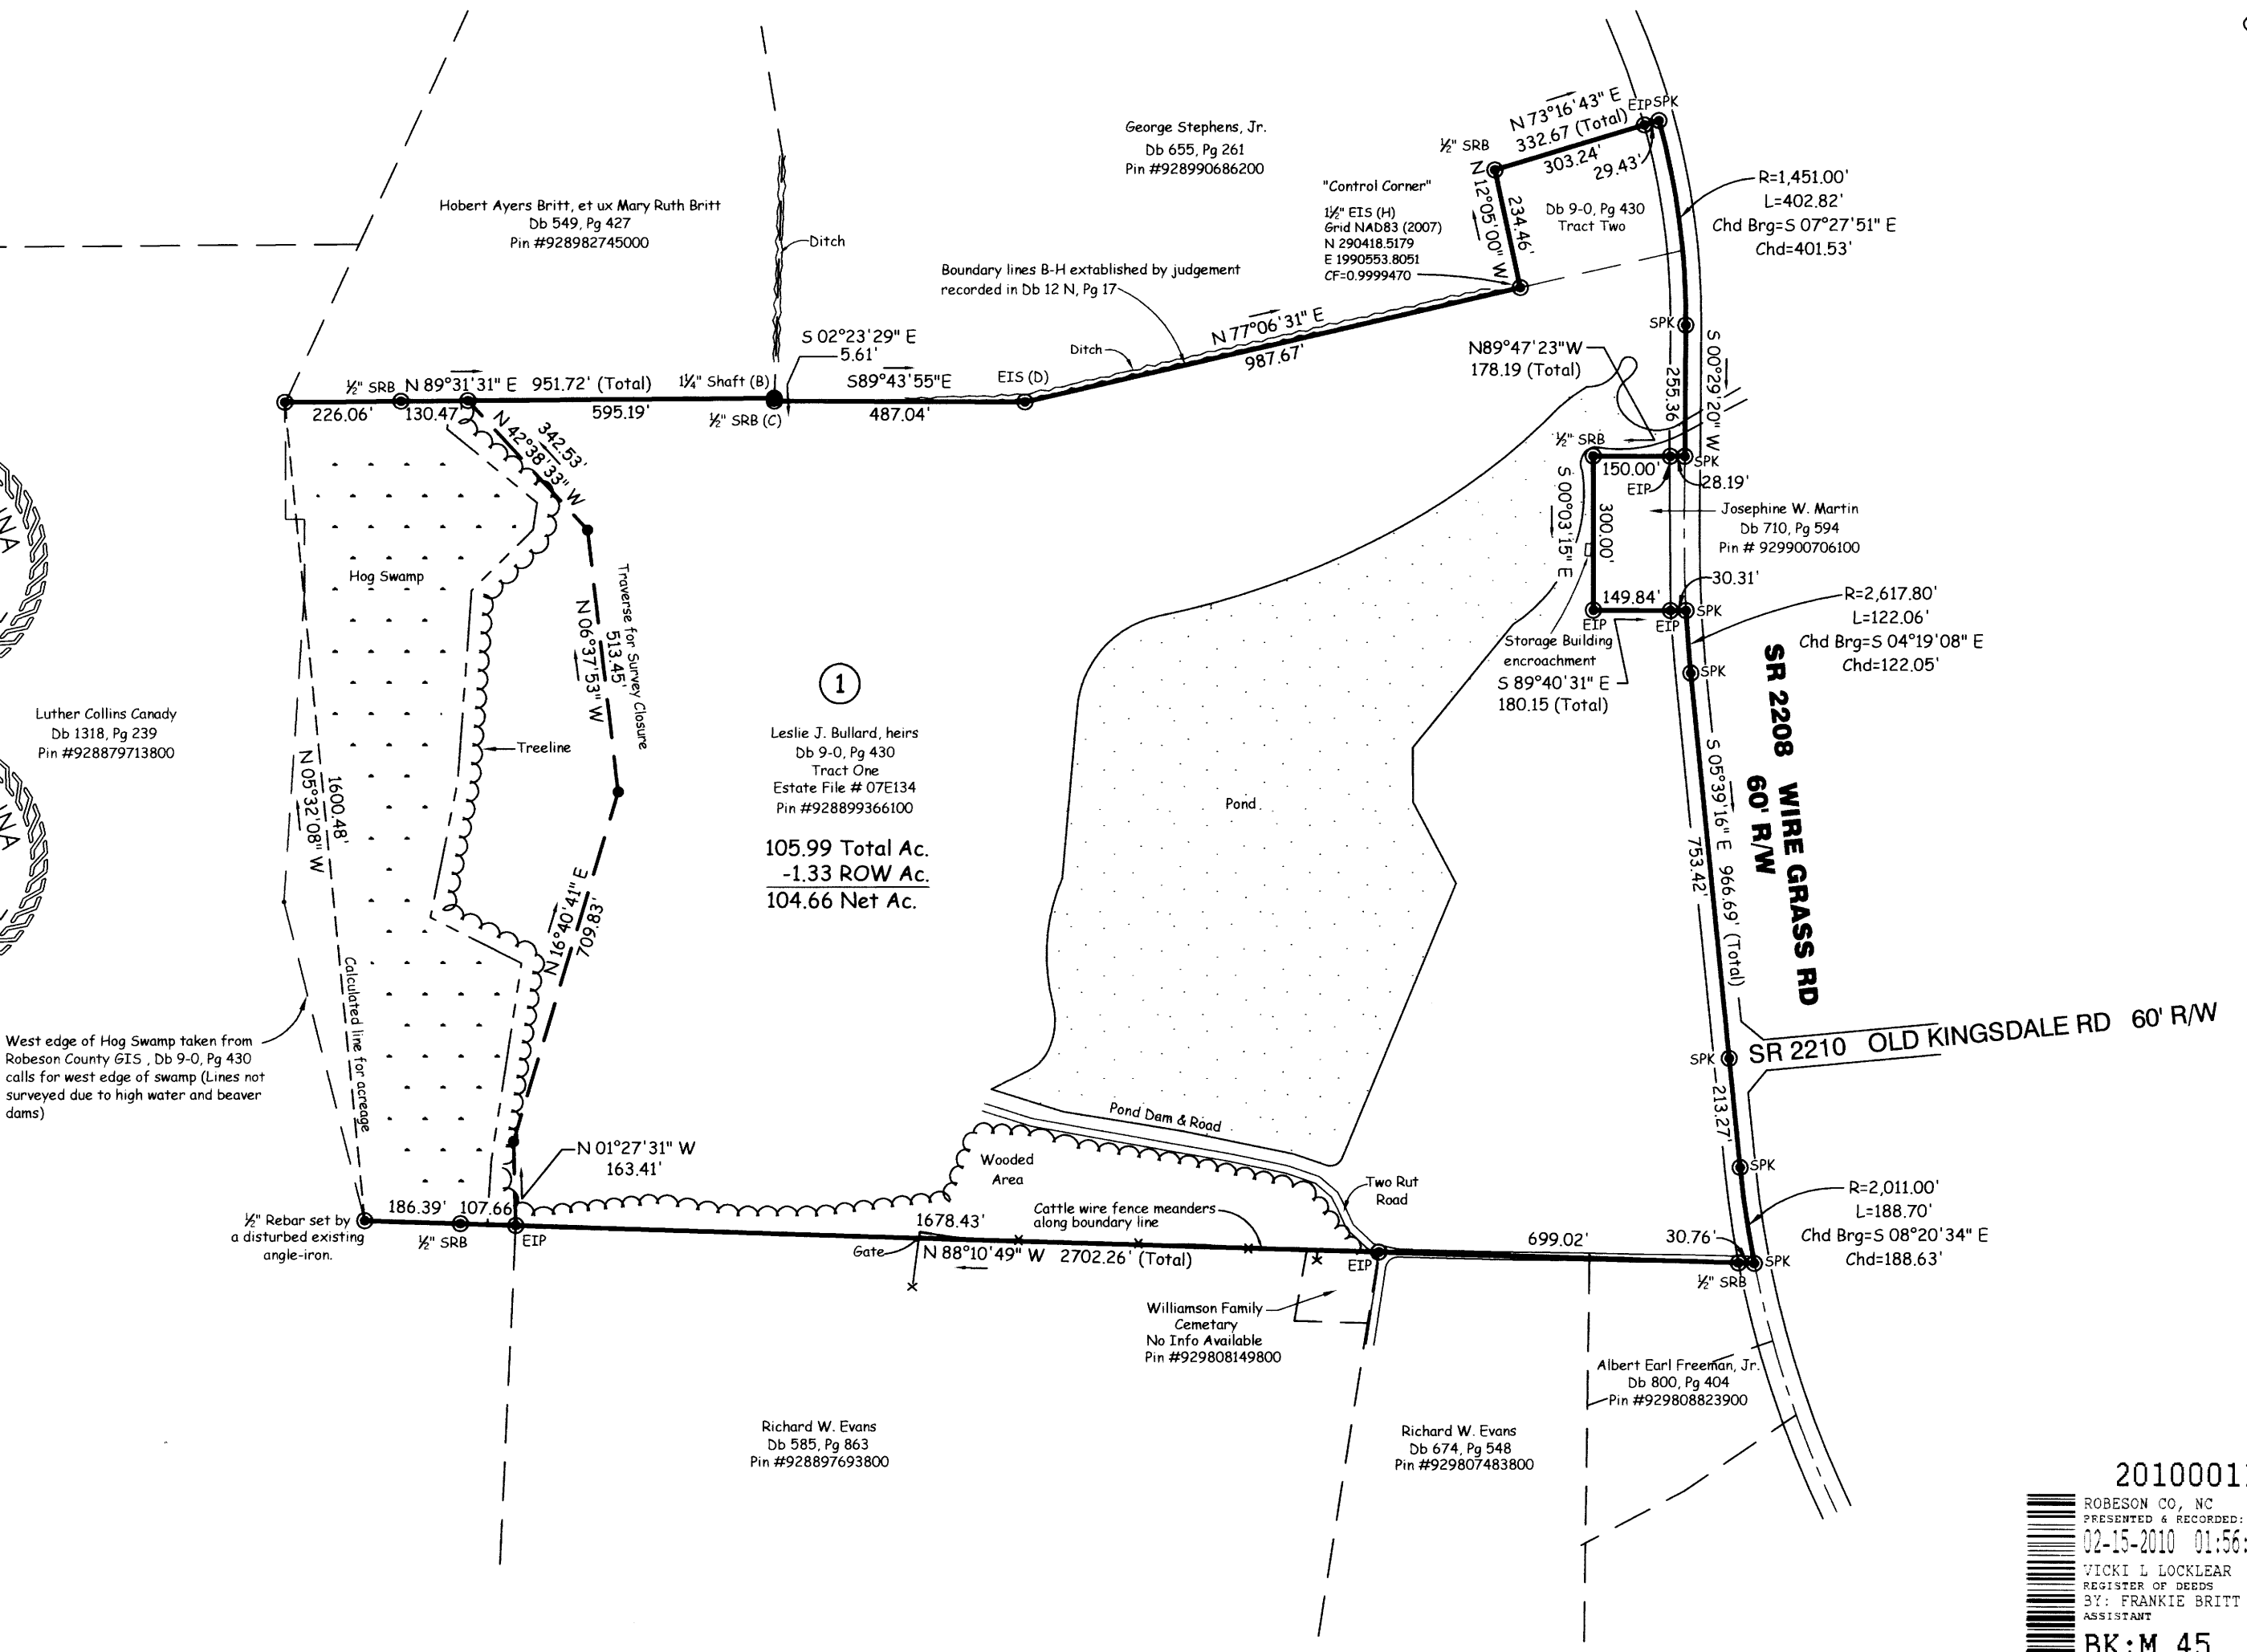 George Stephens, Jr.
Db 655, Pg 261
Pin #928990686200
Hobert Ayers Britt, et ux Mary Ruth Britt
Db 549, Pg 427
Pin #928982745000
Ditch
"Control Corner"
1½" EIS (H)
Grid NAD83 (2007)
N 290418.5179
E 1990553.8051
CF=0.9999470
½" SRB
N 73°16'43" E
332.67 (Total)
303.24'
29.43'
EIP
SPK
N 12°05'00" W
234.46'
Db 9-0, Pg 430
Tract Two
R=1,451.00'
L=402.82'
Chd Brg=S 07°27'51" E
Chd=401.53'
Boundary lines B-H extablished by judgement
recorded in Db 12 N, Pg 17
Ditch
N 77°06'31" E
987.67'
S 02°23'29" E
5.61'
½" SRB
N 89°31'31" E 951.72' (Total)
1¼" Shaft (B)
S89°43'55"E
EIS (D)
226.06'
130.47'
595.19'
½" SRB (C)
487.04'
SPK
S 00°29'20" W
255.36
N89°47'23"W
178.19 (Total)
½" SRB
150.00'
EIP
SPK
28.19'
S 00°03'15" E
300.00'
Josephine W. Martin
Db 710, Pg 594
Pin # 929900706100
30.31'
149.84'
EIP
EIP
SPK
Storage Building
encroachment
S 89°40'31" E
180.15 (Total)
R=2,617.80'
L=122.06'
Chd Brg=S 04°19'08" E
Chd=122.05'
SPK
342.53'
N 42°38'33" W
Hog Swamp
Traverse for Survey Closure
513.45'
N 06°37'53" W
Treeline
Luther Collins Canady
Db 1318, Pg 239
Pin #928879713800
1600.48'
N 05°32'08" W
Calculated line for acreage
1
Leslie J. Bullard, heirs
Db 9-0, Pg 430
Tract One
Estate File # 07E134
Pin #928899366100
105.99 Total Ac.
-1.33 ROW Ac.
104.66 Net Ac.
Pond
SR 2208 WIRE GRASS RD
60' R/W
S 05°39'16" E 966.69' (Total)
753.42'
N 16°40'41" E
709.83'
West edge of Hog Swamp taken from
Robeson County GIS , Db 9-0, Pg 430
calls for west edge of swamp (Lines not
surveyed due to high water and beaver
dams)
SPK
SR 2210 OLD KINGSDALE RD 60' R/W
213.27'
SPK
Pond Dam & Road
N 01°27'31" W
163.41'
Wooded
Area
Two Rut
Road
Cattle wire fence meanders
along boundary line
½" Rebar set by
a disturbed existing
angle-iron.
186.39'
107.66
½" SRB
EIP
1678.43'
Gate
N 88°10'49" W 2702.26' (Total)
EIP
699.02'
30.76'
½" SRB
SPK
R=2,011.00'
L=188.70'
Chd Brg=S 08°20'34" E
Chd=188.63'
Williamson Family
Cemetary
No Info Available
Pin #929808149800
Albert Earl Freeman, Jr.
Db 800, Pg 404
Pin #929808823900
Richard W. Evans
Db 585, Pg 863
Pin #928897693800
Richard W. Evans
Db 674, Pg 548
Pin #929807483800
INA
INA
ROBESON CO, NC
PRESENTED & RECORDED:
02-15-2010 01:56:
VICKI L LOCKLEAR
REGISTER OF DEEDS
BY: FRANKIE BRITT
ASSISTANT
BK:M 45